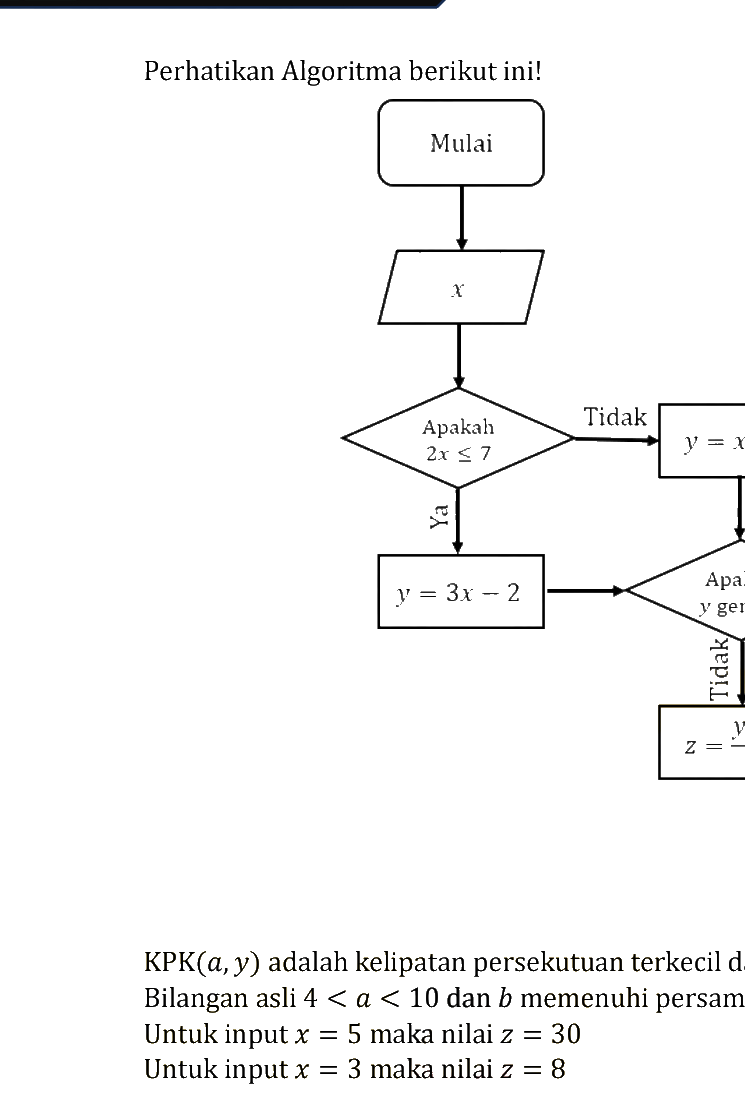 Perhatikan Algoritma berikut ini!
Mulai
x
Apakah
2x ≤ 7
Tidak
y = x
Ya
y = 3x − 2
y
Tidak
z = y
KPK(a, y) adalah kelipatan persekutuan terkecil
Bilangan asli 4 < a < 10 dan b memenuhi
Untuk input x = 5 maka nilai z = 30
Untuk input x = 3 maka nilai z = 8